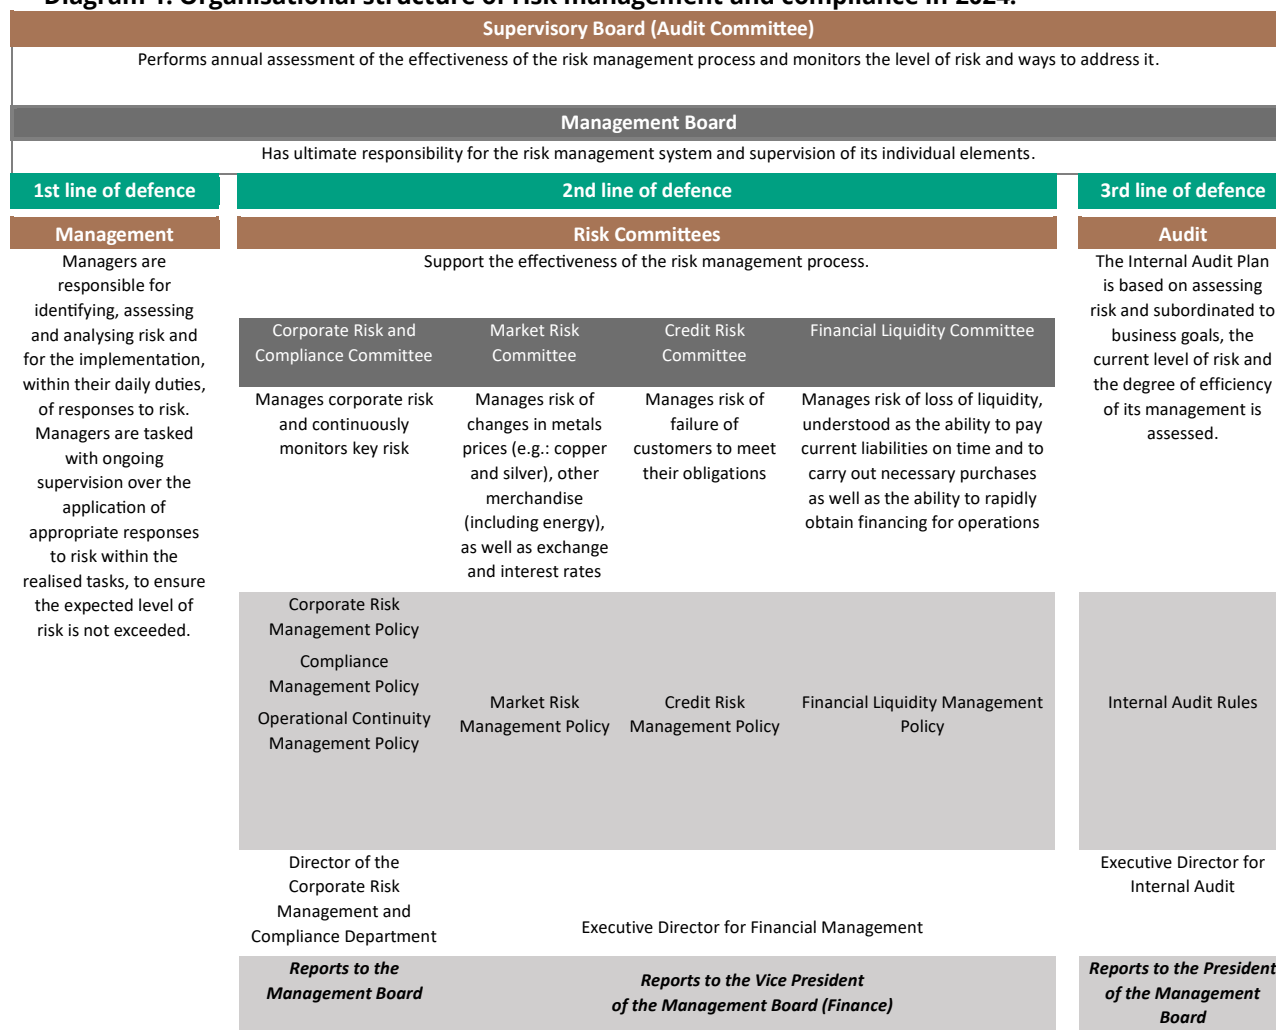 Diagram 1. Organisational structure of risk management and compliance in 2024.
Supervisory Board (Audit Committee)
Performs annual assessment of the effectiveness of the risk management process and monitors the level of risk and ways to address it.
Management Board
Has ultimate responsibility for the risk management system and supervision of its individual elements.
1st line of defence
2nd line of defence
3rd line of defence
Management
Managers are
responsible for
identifying, assessing
and analysing risk and
for the implementation,
within their daily duties,
of responses to risk.
Managers are tasked
with ongoing
supervision over the
application of
appropriate responses
to risk within the
realised tasks, to ensure
the expected level of
risk is not exceeded.
Risk Committees
Support the effectiveness of the risk management process.
Corporate Risk and
Compliance Committee
Market Risk
Committee
Credit Risk
Committee
Financial Liquidity Committee
Manages corporate risk
and continuously
monitors key risk
Manages risk of
changes in metals
prices (e.g.: copper
and silver), other
merchandise
(including energy),
as well as exchange
and interest rates
Manages risk of
failure of
customers to meet
their obligations
Manages risk of loss of liquidity,
understood as the ability to pay
current liabilities on time and to
carry out necessary purchases
as well as the ability to rapidly
obtain financing for operations
Corporate Risk
Management Policy
Compliance
Management Policy
Operational Continuity
Management Policy
Market Risk
Management Policy
Credit Risk
Management Policy
Financial Liquidity Management
Policy
Director of the
Corporate Risk
Management and
Compliance Department
Executive Director for Financial Management
Reports to the
Management Board
Reports to the Vice President
of the Management Board (Finance)
Audit
The Internal Audit Plan
is based on assessing
risk and subordinated to
business goals, the
current level of risk and
the degree of efficiency
of its management is
assessed.
Internal Audit Rules
Executive Director for
Internal Audit
Reports to the President
of the Management
Board